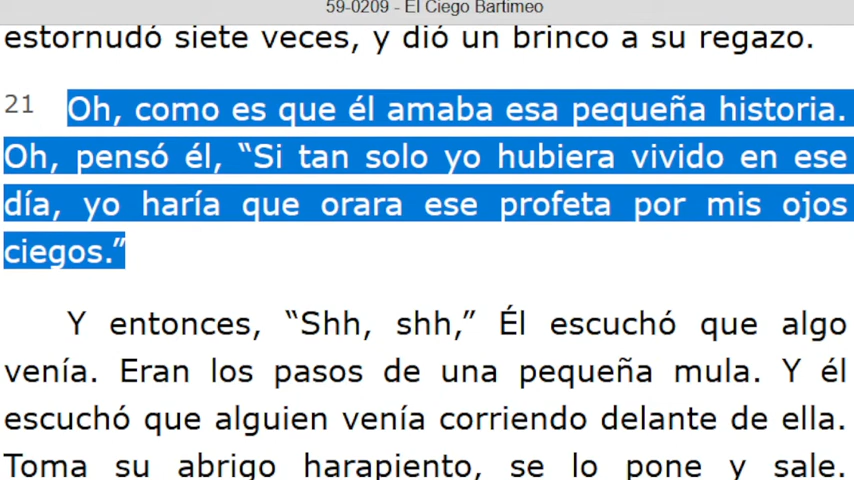 59-0209 - El Ciego Bartimeo
estornudó siete veces, y dió un brinco a su regazo.
21 Oh, como es que él amaba esa pequeña historia.
Oh, pensó él, “Si tan solo yo hubiera vivido en ese
día, yo haría que orara ese profeta por mis ojos
ciegos.”
Y entonces, “Shh, shh,” Él escuchó que algo
venía. Eran los pasos de una pequeña mula. Y él
escuchó que alguien venía corriendo delante de ella.
Toma su abrigo harapiento, se lo pone y sale.